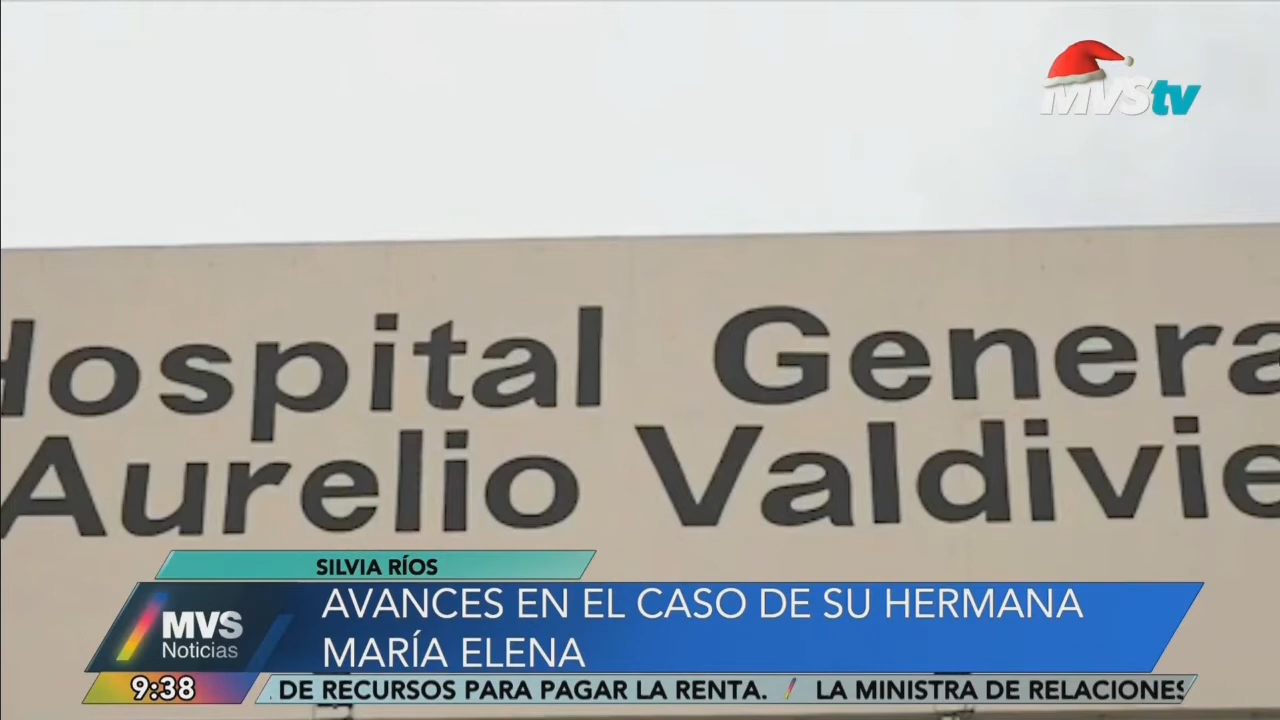 MVStv
Hospital Genera
Aurelio Valdivie
SILVIA RÍOS
AVANCES EN EL CASO DE SU HERMANA
MARÍA ELENA
MVS
Noticias
9:38
. DE RECURSOS PARA PAGAR LA RENTA. / LA MINISTRA DE RELACIONES